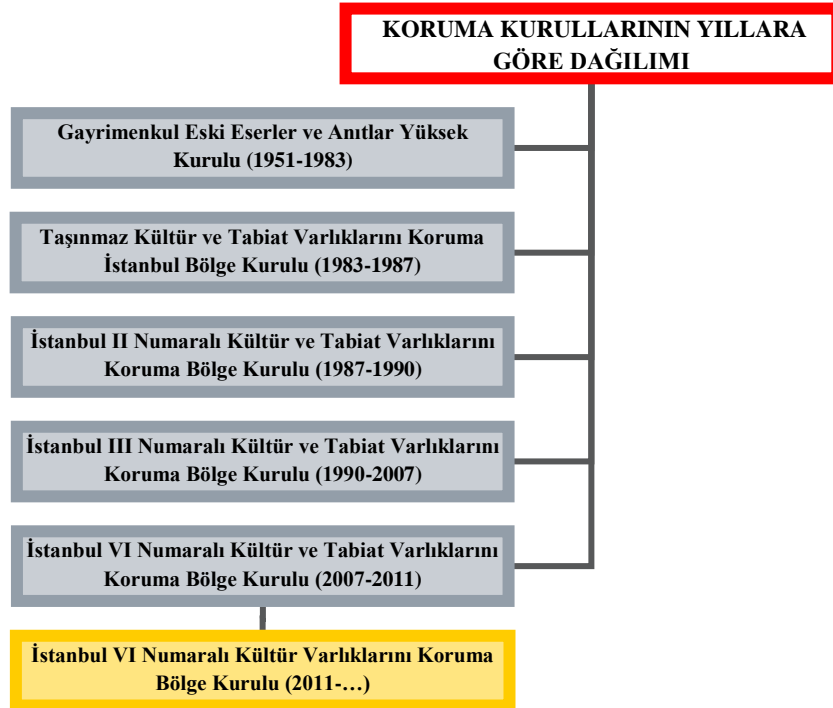 KORUMA KURULLARININ YILLARA
GÖRE DAĞILIMI
Gayrimenkul Eski Eserler ve Anıtlar Yüksek
Kurulu (1951-1983)
Taşınmaz Kültür ve Tabiat Varlıklarını Koruma
İstanbul Bölge Kurulu (1983-1987)
İstanbul II Numaralı Kültür ve Tabiat Varlıklarını
Koruma Bölge Kurulu (1987-1990)
İstanbul III Numaralı Kültür ve Tabiat Varlıklarını
Koruma Bölge Kurulu (1990-2007)
İstanbul VI Numaralı Kültür ve Tabiat Varlıklarını
Koruma Bölge Kurulu (2007-2011)
İstanbul VI Numaralı Kültür Varlıklarını Koruma
Bölge Kurulu (2011-…)